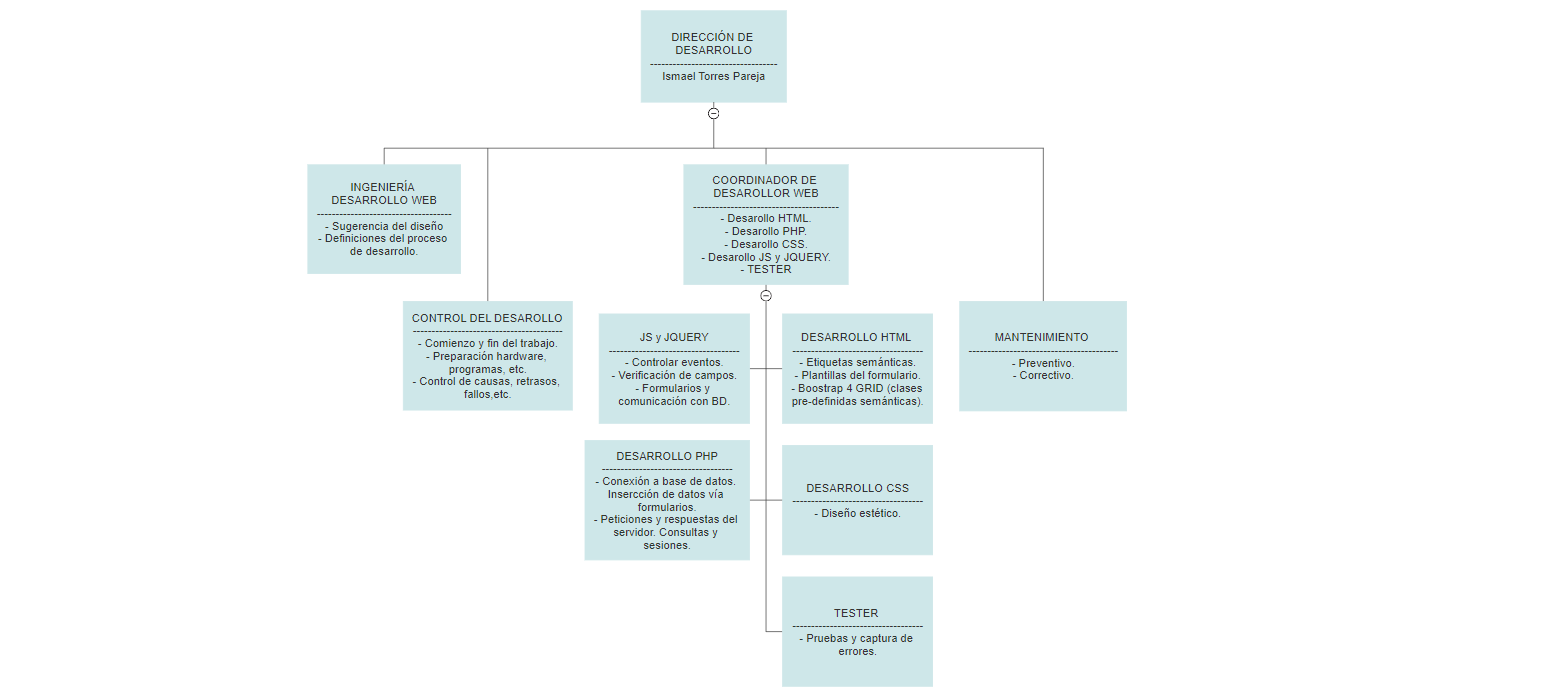 DIRECCIÓN DE
DESARROLLO
-----------------------------------
Ismael Torres Pareja
INGENIERÍA
DESARROLLO WEB
------------------------------------
- Sugerencia del diseño
- Definiciones del proceso
de desarrollo.
COORDINADOR DE
DESAROLLOR WEB
---------------------------------------
- Desarollo HTML.
- Desarollo PHP.
- Desarollo CSS.
- Desarollo JS y JQUERY.
- TESTER
CONTROL DEL DESAROLLO
----------------------------------------
- Comienzo y fin del trabajo.
- Preparación hardware,
programas, etc.
- Control de causas, retrasos,
fallos,etc.
JS y JQUERY
-----------------------------------
- Controlar eventos.
- Verificación de campos.
- Formularios y
comunicación con BD.
DESARROLLO HTML
-----------------------------------
- Etiquetas semánticas.
- Plantillas del formulario.
- Boostrap 4 GRID (clases
pre-definidas semánticas).
MANTENIMIENTO
----------------------------------------
- Preventivo.
- Correctivo.
DESARROLLO PHP
-----------------------------------
- Conexión a base de datos.
Insercción de datos vía
formularios.
- Peticiones y respuestas del
servidor. Consultas y
sesiones.
DESARROLLO CSS
-----------------------------------
- Diseño estético.
TESTER
-----------------------------------
- Pruebas y captura de
errores.